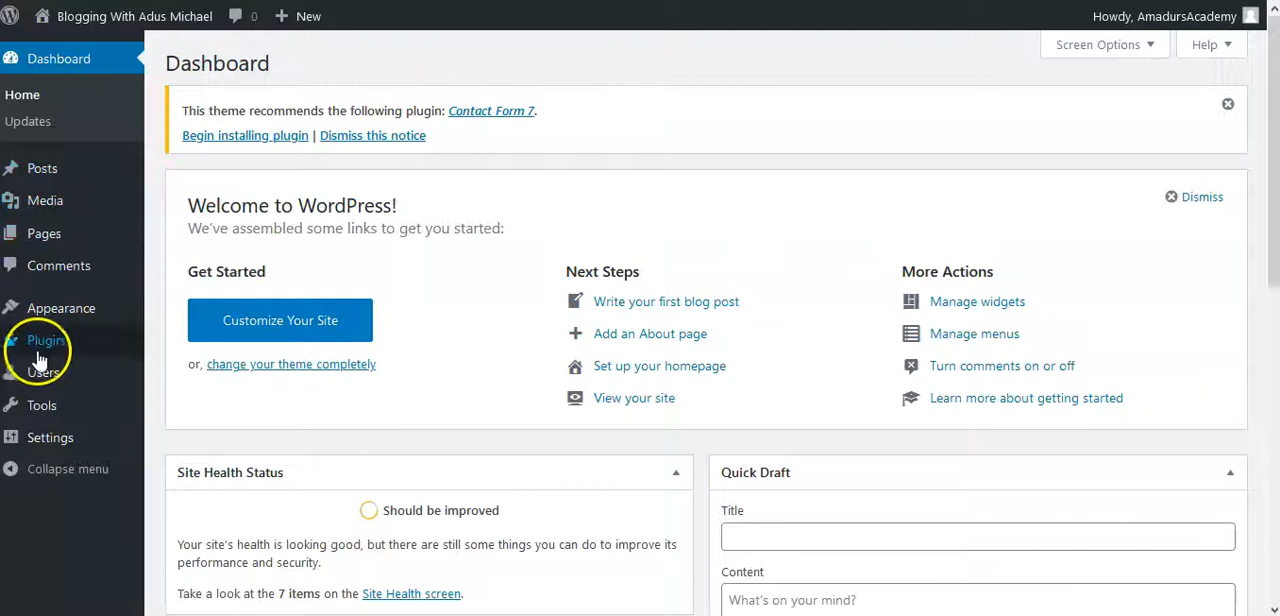 Blogging With Adus Michael 0 New Howdy, AmadursAcademy
Dashboard
Home
Updates
Posts
Media
Pages
Comments
Appearance
Plugins
Users
Tools
Settings
Collapse menu
Screen Options Help
Dashboard
This theme recommends the following plugin: Contact Form 7.
Begin installing plugin | Dismiss this notice
Welcome to WordPress!
Dismiss
We've assembled some links to get you started:
Get Started
Customize Your Site
or, change your theme completely
Next Steps
Write your first blog post
Add an About page
Set up your homepage
View your site
More Actions
Manage widgets
Manage menus
Turn comments on or off
Learn more about getting started
Site Health Status
Should be improved
Your site's health is looking good, but there are still some things you can do to improve its
performance and security.
Take a look at the 7 items on the Site Health screen.
Quick Draft
Title
Content
What's on your mind?